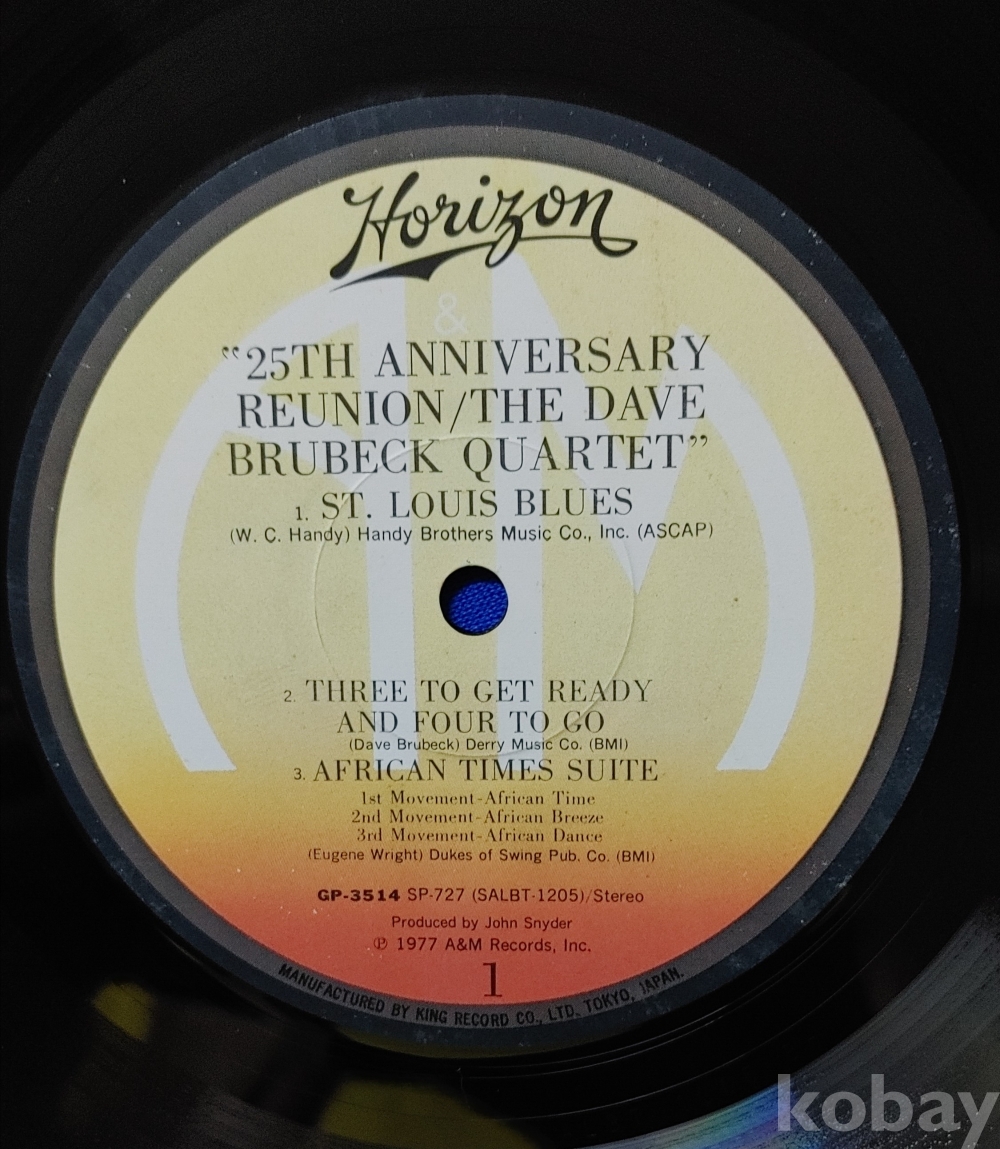 Horizon
&
“25TH ANNIVERSARY
REUNION/THE DAVE
BRUBECK QUARTET”
1. ST. LOUIS BLUES
(W. C. Handy) Handy Brothers Music Co., Inc. (ASCAP)
2. THREE TO GET READY
AND FOUR TO GO
(Dave Brubeck) Derry Music Co. (BMI)
3. AFRICAN TIMES SUITE
1st Movement-African Time
2nd Movement-African Breeze
3rd Movement-African Dance
(Eugene Wright) Dukes of Swing Pub. Co. (BMI)
GP-3514 SP-727 (SALBT-1205)/Stereo
Produced by John Snyder
℗ 1977 A&M Records, Inc.
1
MANUFACTURED BY KING RECORD CO., LTD. TOKYO, JAPAN.
kobay